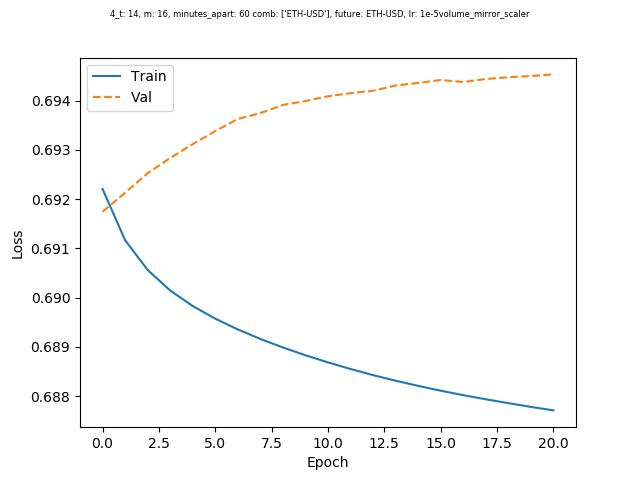 4_t: 14, m: 16, minutes_apart: 60 comb: ['ETH-USD'], future: ETH-USD, lr: 1e-5volume_mirror_scaler
Train
Val
0.694
0.693
0.692
0.691
0.690
0.689
0.688
Loss
0.0 2.5 5.0 7.5 10.0 12.5 15.0 17.5 20.0
Epoch